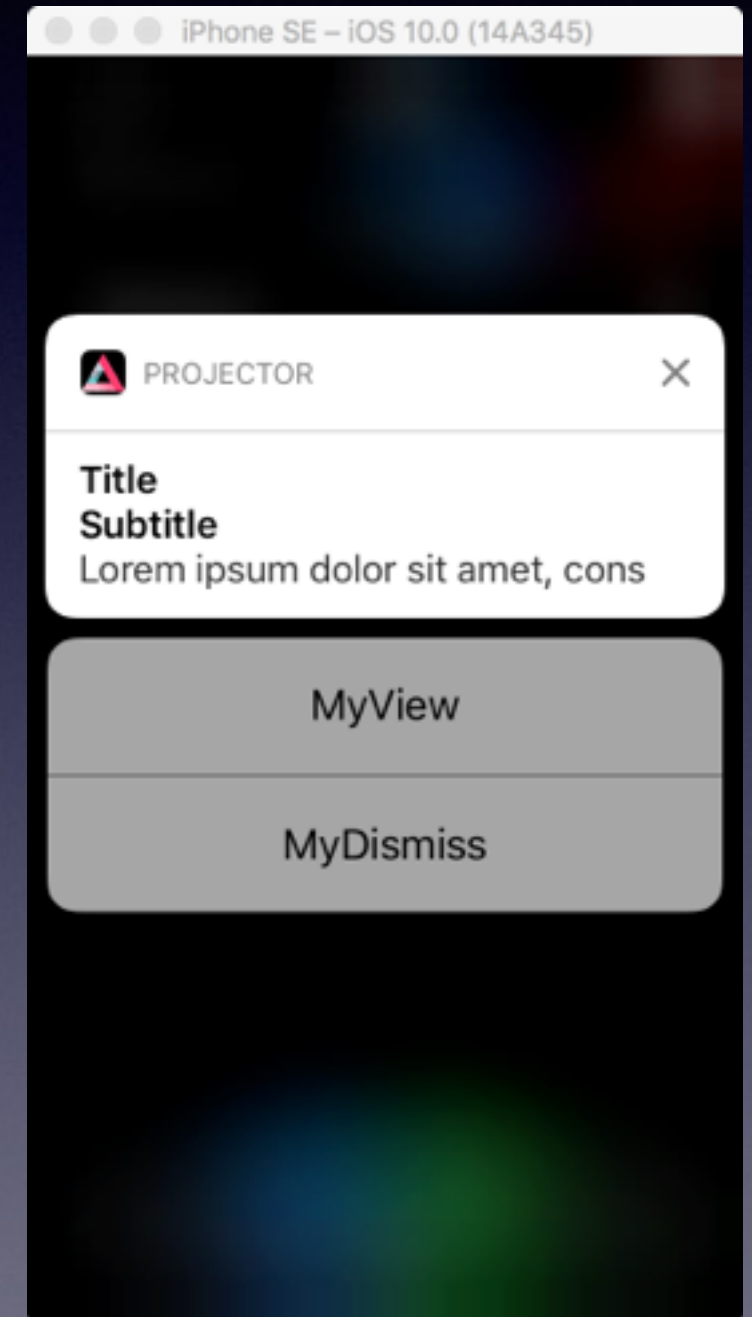 iPhone SE – iOS 10.0 (14A345)
PROJECTOR
Title
Subtitle
Lorem ipsum dolor sit amet, cons
MyView
MyDismiss